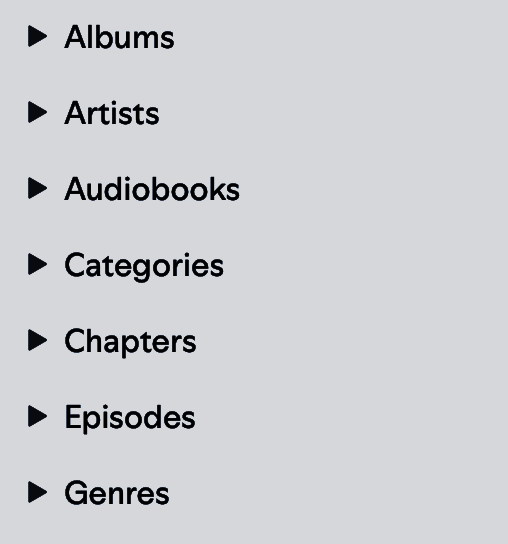 Albums
Artists
Audiobooks
Categories
Chapters
Episodes
Genres